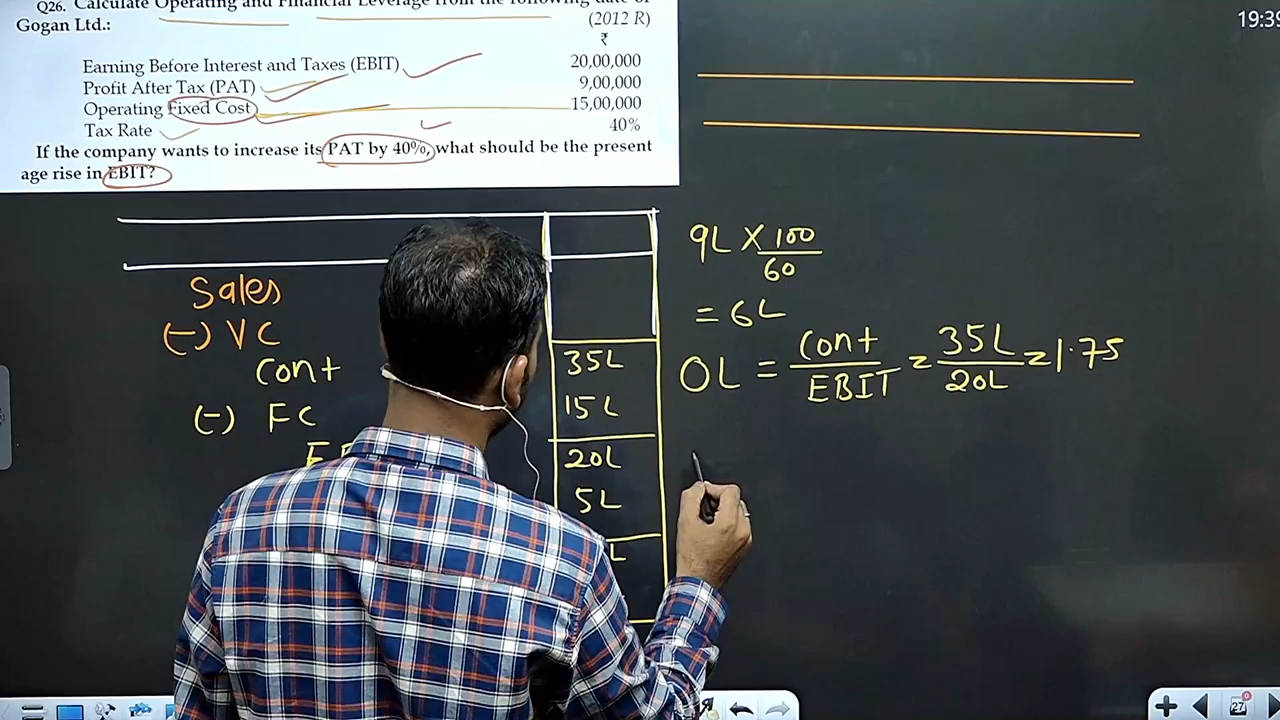 Q26. Calculate Operating and Financial Leverage from the following data of
Gogan Ltd.: (2012 R)
₹
Earning Before Interest and Taxes (EBIT) 20,00,000
Profit After Tax (PAT) 9,00,000
Operating Fixed Cost 15,00,000
Tax Rate 40%
If the company wants to increase its PAT by 40%, what should be the present
age rise in EBIT?
19:39
Sales
(-) VC
Cont 35L
(-) FC 15L
20L
5L
L
9L X 100/60
= 6L
OL = Cont/EBIT = 35L/20L = 1.75
27